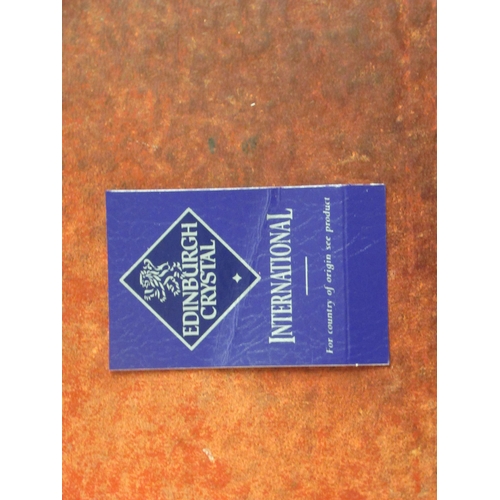 EDINBURGH
CRYSTAL
INTERNATIONAL
For country of origin see product